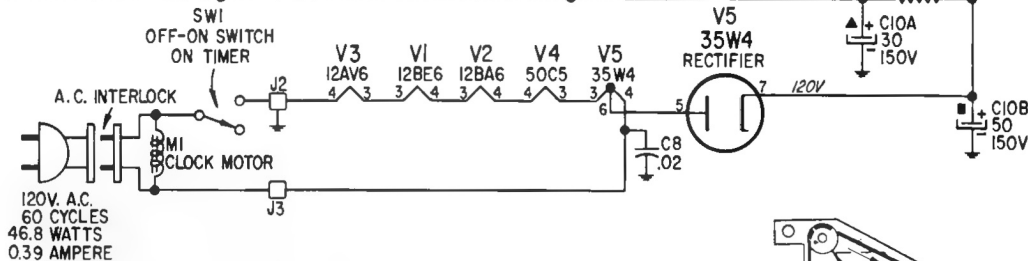 SW1
OFF-ON SWITCH
ON TIMER
A.C. INTERLOCK
J2
V3
12AV6
4 3
V1
12BE6
4 3
V2
12BA6
4 3
V4
50C5
4 3
V5
35W4
3 4
6
V5
35W4
RECTIFIER
5
7
120V
▲ C10A
+ 30
- 150V
■ + C10B
50
- 150V
C8
.02
M1
CLOCK MOTOR
J3
120V. A.C.
60 CYCLES
46.8 WATTS
0.39 AMPERE